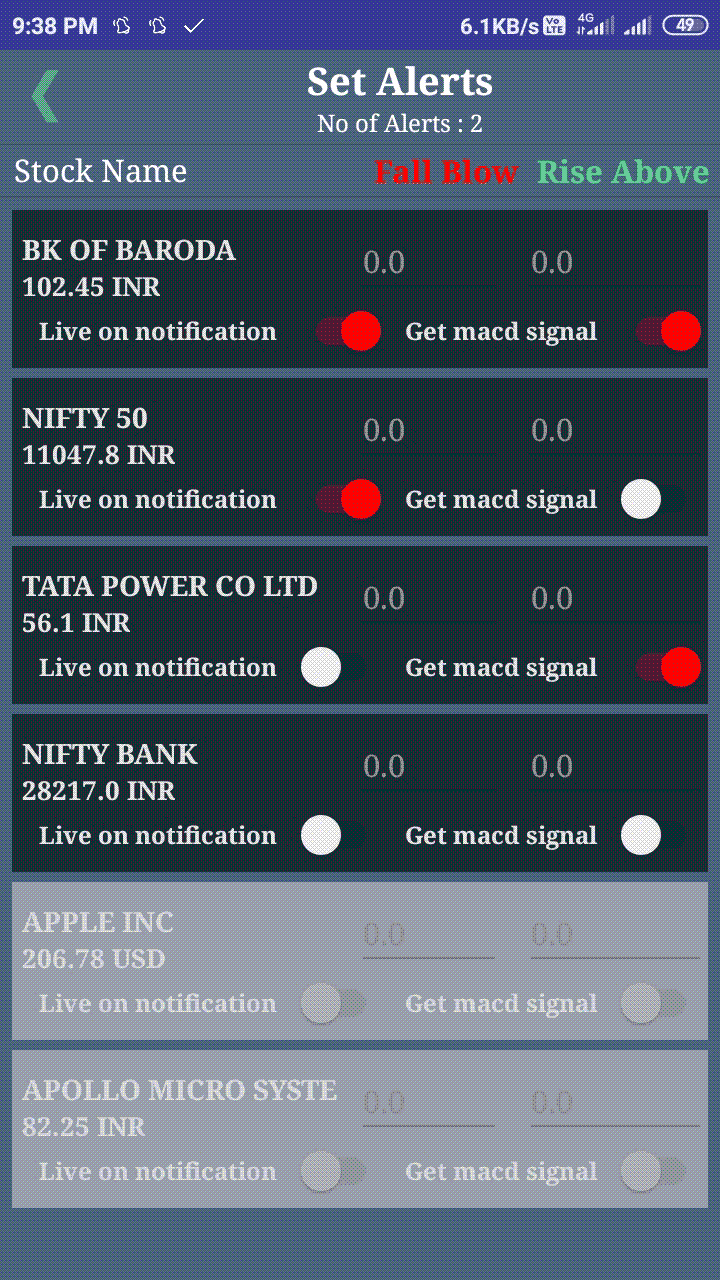 9:38 PM 6.1KB/s Vo LTE 4G 49
Set Alerts
No of Alerts : 2
Stock Name Fall Blow Rise Above
BK OF BARODA 0.0 0.0
102.45 INR
Live on notification Get macd signal
NIFTY 50 0.0 0.0
11047.8 INR
Live on notification Get macd signal
TATA POWER CO LTD 0.0 0.0
56.1 INR
Live on notification Get macd signal
NIFTY BANK 0.0 0.0
28217.0 INR
Live on notification Get macd signal
APPLE INC 0.0 0.0
206.78 USD
Live on notification Get macd signal
APOLLO MICRO SYSTE 0.0 0.0
82.25 INR
Live on notification Get macd signal